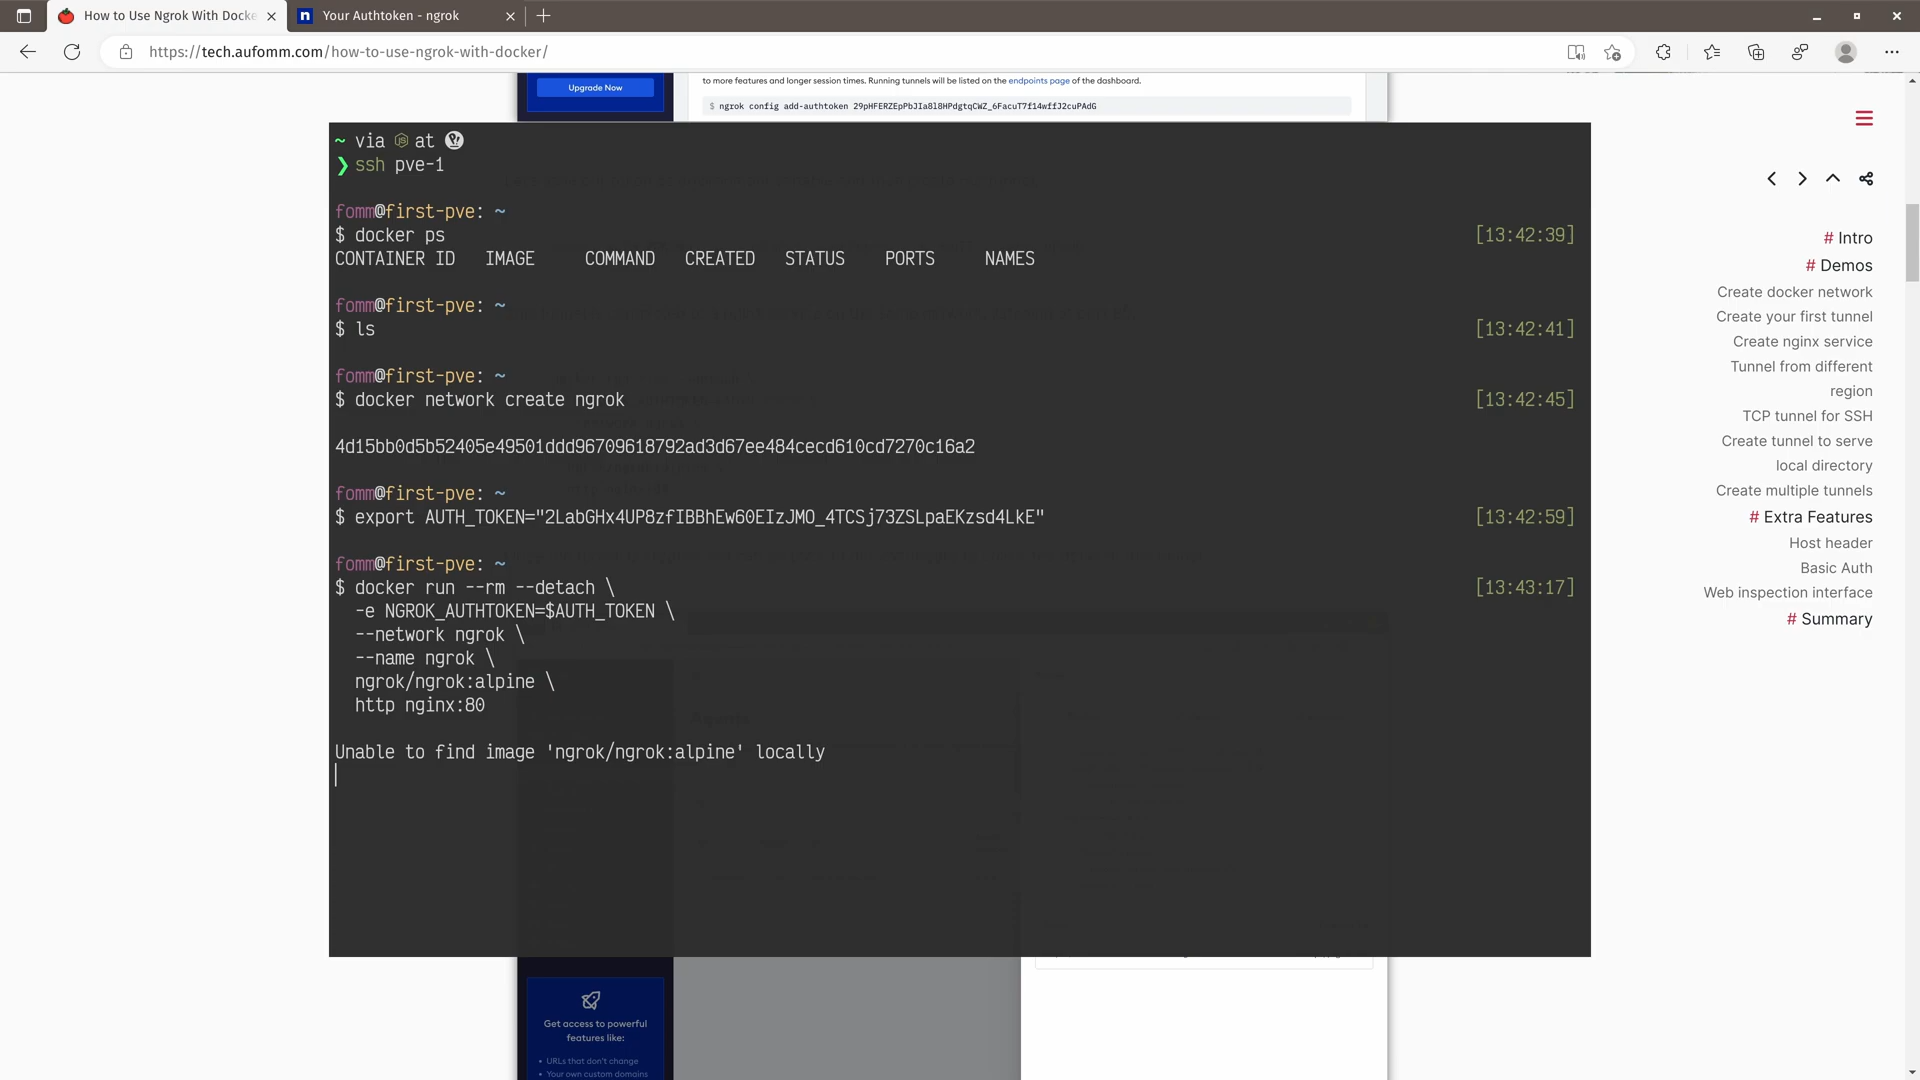 How to Use Ngrok With Docke
Your Authtoken - ngrok
https://tech.aufomm.com/how-to-use-ngrok-with-docker/
Upgrade Now
to more features and longer session times. Running tunnels will be listed on the endpoints page of the dashboard.
$ ngrok config add-authtoken 29pHFERZEpPbJIa8l8HPdgtqCWZ_6FacuT7f14wffJ2cuPAdG
~ via at
❯ ssh pve-1
fomm@first-pve: ~
$ docker ps [13:42:39]
CONTAINER ID IMAGE COMMAND CREATED STATUS PORTS NAMES
fomm@first-pve: ~
$ ls [13:42:41]
fomm@first-pve: ~
$ docker network create ngrok [13:42:45]
4d15bb0d5b52405e49501ddd96709618792ad3d67ee484cecd610cd7270c16a2
fomm@first-pve: ~
$ export AUTH_TOKEN="2LabGHx4UP8zfIBBhEw60EIzJMO_4TCSj73ZSLpaEKzsd4LkE" [13:42:59]
fomm@first-pve: ~
$ docker run --rm --detach \ [13:43:17]
-e NGROK_AUTHTOKEN=$AUTH_TOKEN \
--network ngrok \
--name ngrok \
ngrok/ngrok:alpine \
http nginx:80
Unable to find image 'ngrok/ngrok:alpine' locally
# Intro
# Demos
Create docker network
Create your first tunnel
Create nginx service
Tunnel from different
region
TCP tunnel for SSH
Create tunnel to serve
local directory
Create multiple tunnels
# Extra Features
Host header
Basic Auth
Web inspection interface
# Summary
Get access to powerful
features like:
• URLs that don't change
• Your own custom domains